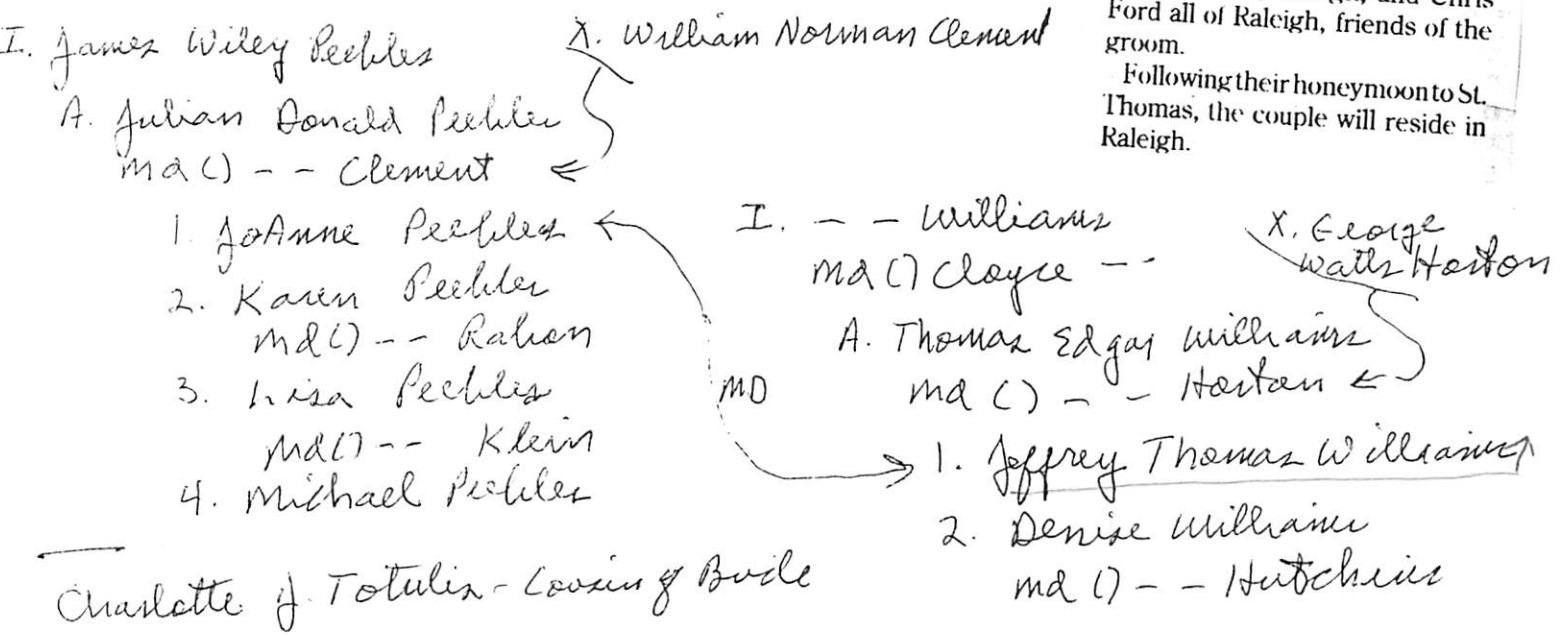 I. James Wiley Peebles
A. Julian Donald Peebles
md () - - Clement
1. JoAnne Peebles
2. Karen Peebles
md () - -
3. Lisa Peebles
md () - - Klein
4. Michael Peebles
Charlotte J. - Cousin of Bride
X. William Norman Clement
Ford all of Raleigh, friends of the
groom.
Following their honeymoon to St.
Thomas, the couple will reside in
Raleigh.
MD
I. - - Williams
md () Clayce - -
X. George
Watts Horton
A. Thomas Edgar Williams
md () - - Horton
1. Jeffrey Thomas Williams
2. Denise Williams
md () - - Hutchins